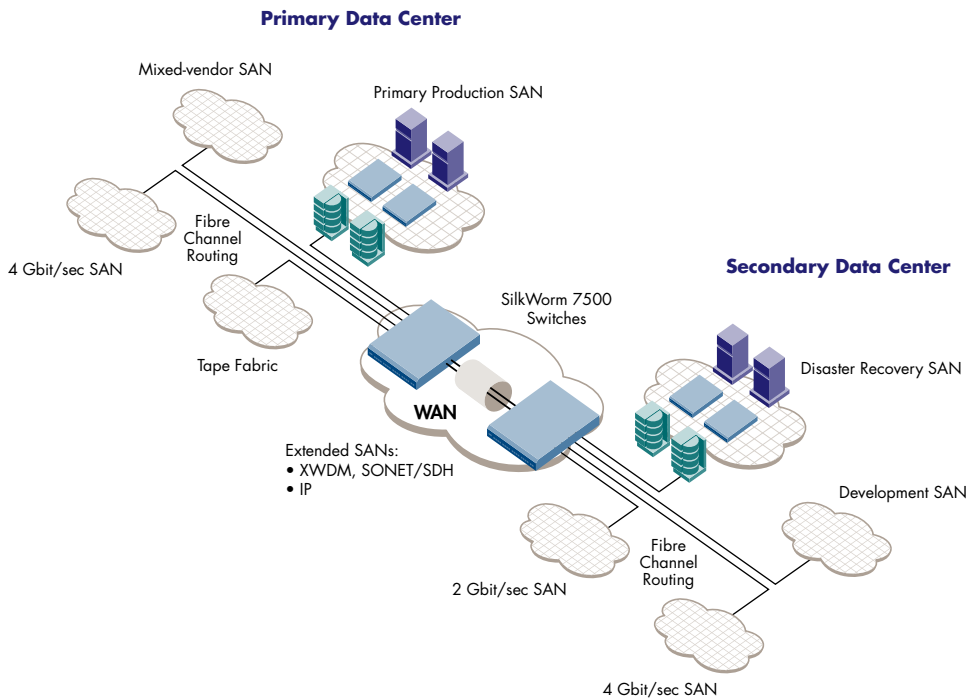 Primary Data Center
Mixed-vendor SAN
Primary Production SAN
Fibre
Channel
Routing
4 Gbit/sec SAN
Tape Fabric
Secondary Data Center
SilkWorm 7500
Switches
Disaster Recovery SAN
WAN
Extended SANs:
• XWDM, SONET/SDH
• IP
Development SAN
Fibre
Channel
Routing
2 Gbit/sec SAN
4 Gbit/sec SAN